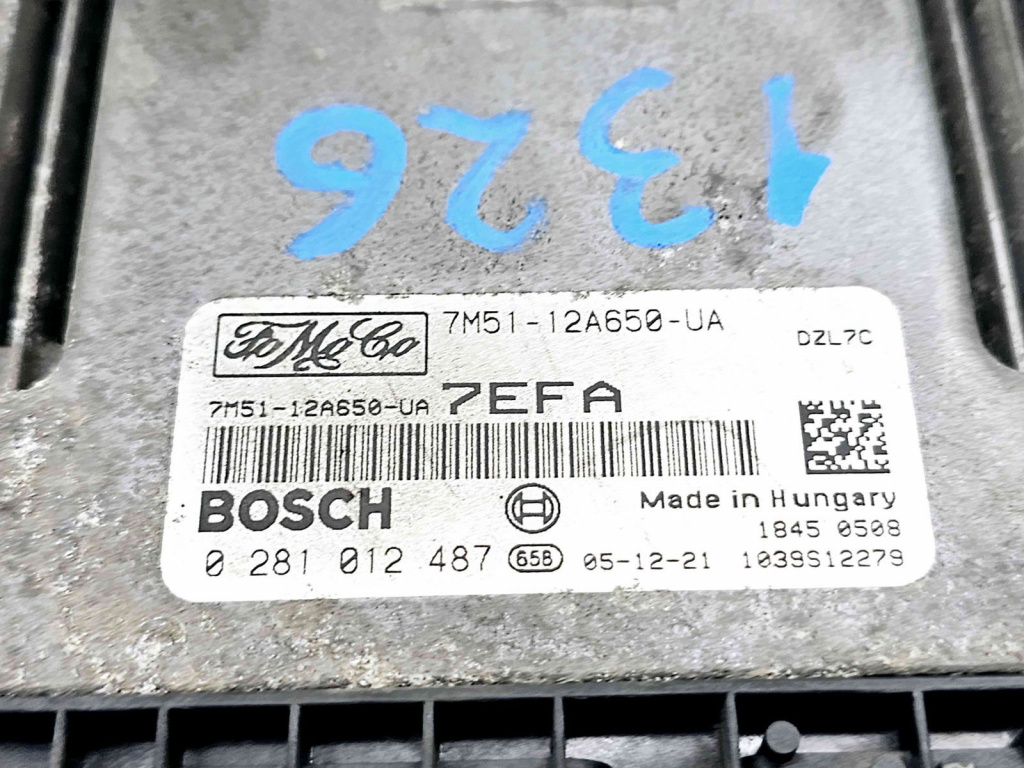 1326
FoMoCo 7M51-12A650-UA DZL7C
7M51-12A650-UA 7EFA
BOSCH Made in Hungary
1845 0508
0 281 012 487 65B 05-12-21 1039S12279